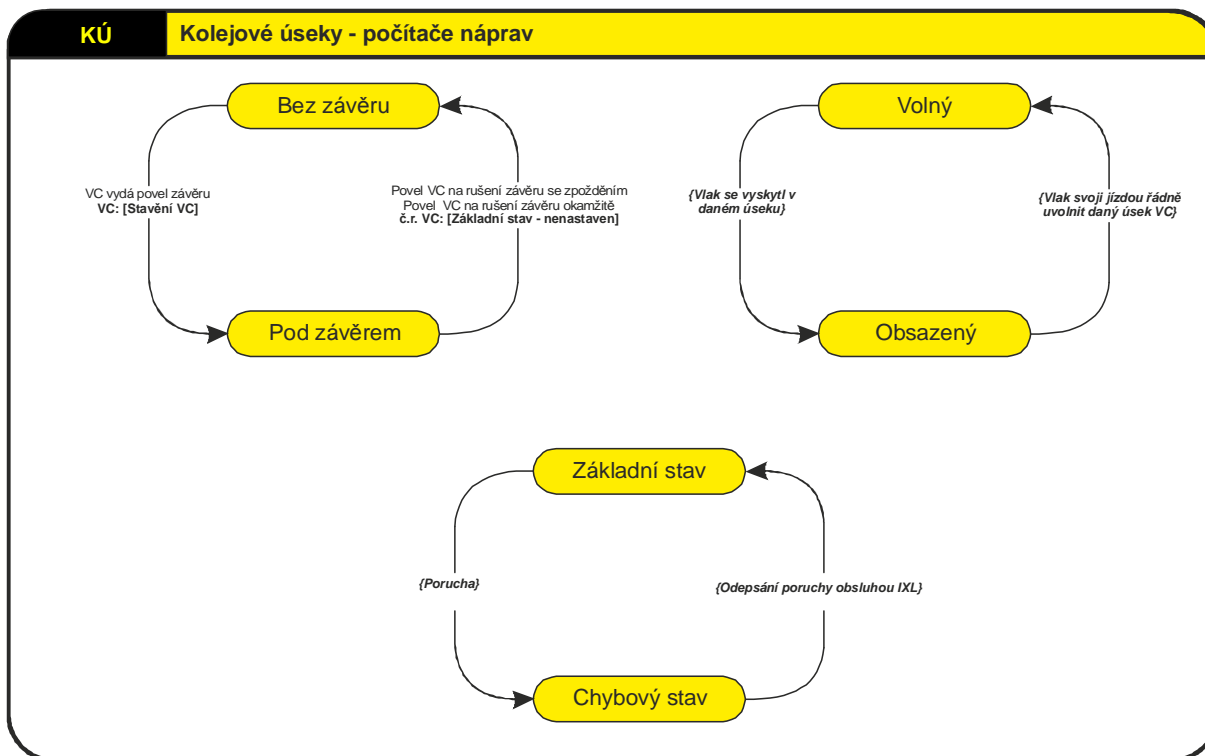 KÚ
Kolejové úseky - počítače náprav
Bez závěru
VC vydá povel závěru
VC: [Stavění VC]
Povel VC na rušení závěru se zpožděním
Povel VC na rušení závěru okamžitě
č.r. VC: [Základní stav - nenastaven]
Pod závěrem
Volný
{Vlak se vyskytl v
daném úseku}
{Vlak svoji jízdou řádně
uvolnit daný úsek VC}
Obsazený
Základní stav
{Porucha}
{Odepsání poruchy obsluhou IXL}
Chybový stav